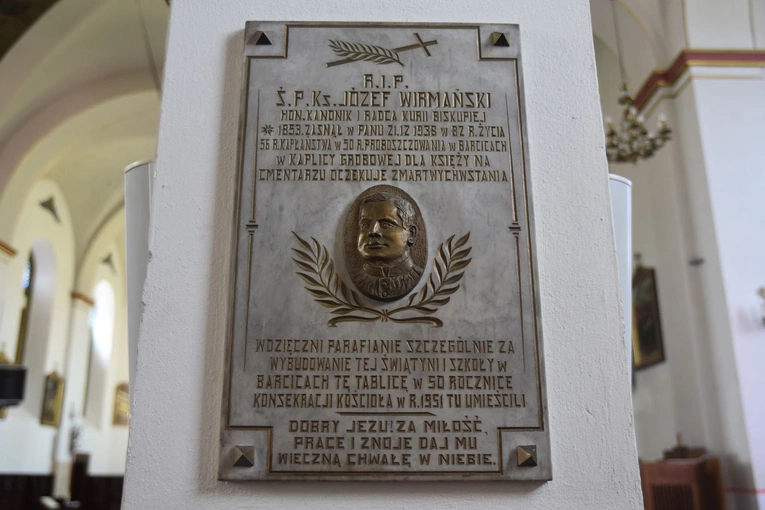 R.I.P.
Ś.P. Ks. JÓZEF WIRMAŃSKI
HON. KANONIK I RADCA KURII BISKUPIEJ
* 1853. ZASNĄŁ W PANU 21.12 1936 W 82 R. ŻYCIA
56 R. KAPŁAŃSTWA W 50 R. PROBOSZCZOWANIA W BARCICACH
W KAPLICY GROBOWEJ DLA KSIĘŻY NA
CMENTARZU OCZEKUJE ZMARTWYCHWSTANIA
WDZIĘCZNI PARAFIANIE SZCZEGÓLNIE ZA
WYBUDOWANIE TEJ ŚWIĄTYNI I SZKOŁY W
BARCICACH TĘ TABLICĘ W 50 ROCZNICĘ
KONSEKRACJI KOŚCIOŁA W R. 1951 TU UMIEŚCILI
DOBRY JEZU! ZA MIŁOŚĆ,
PRACE I ZNOJE DAJ MU
WIECZNĄ CHWAŁĘ W NIEBIE.